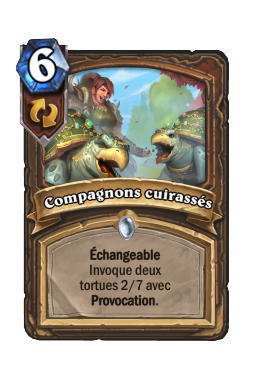 6
Compagnons cuirassés
Échangeable
Invoque deux
tortues 2/7 avec
Provocation.